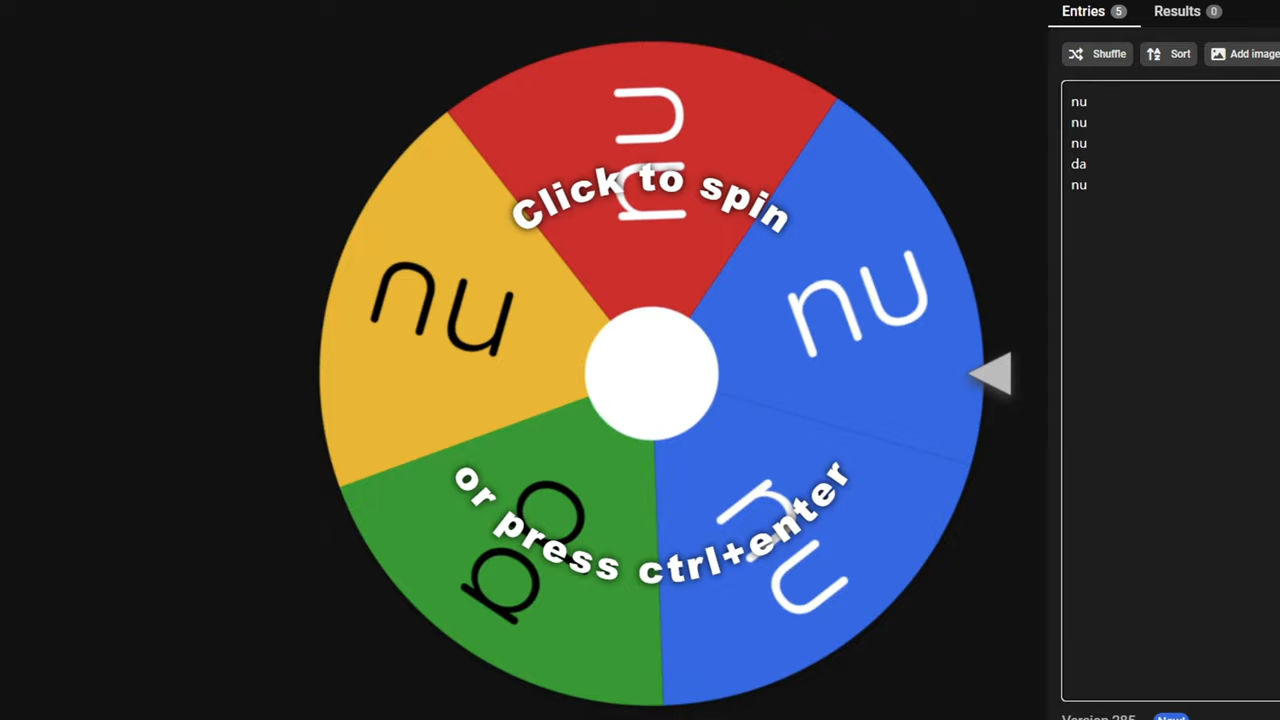 Entries 5 Results 0
Shuffle Sort Add image
nu
nu
nu
da
nu
nu
nu
nu
da
nu
Click to spin
or press ctrl+enter